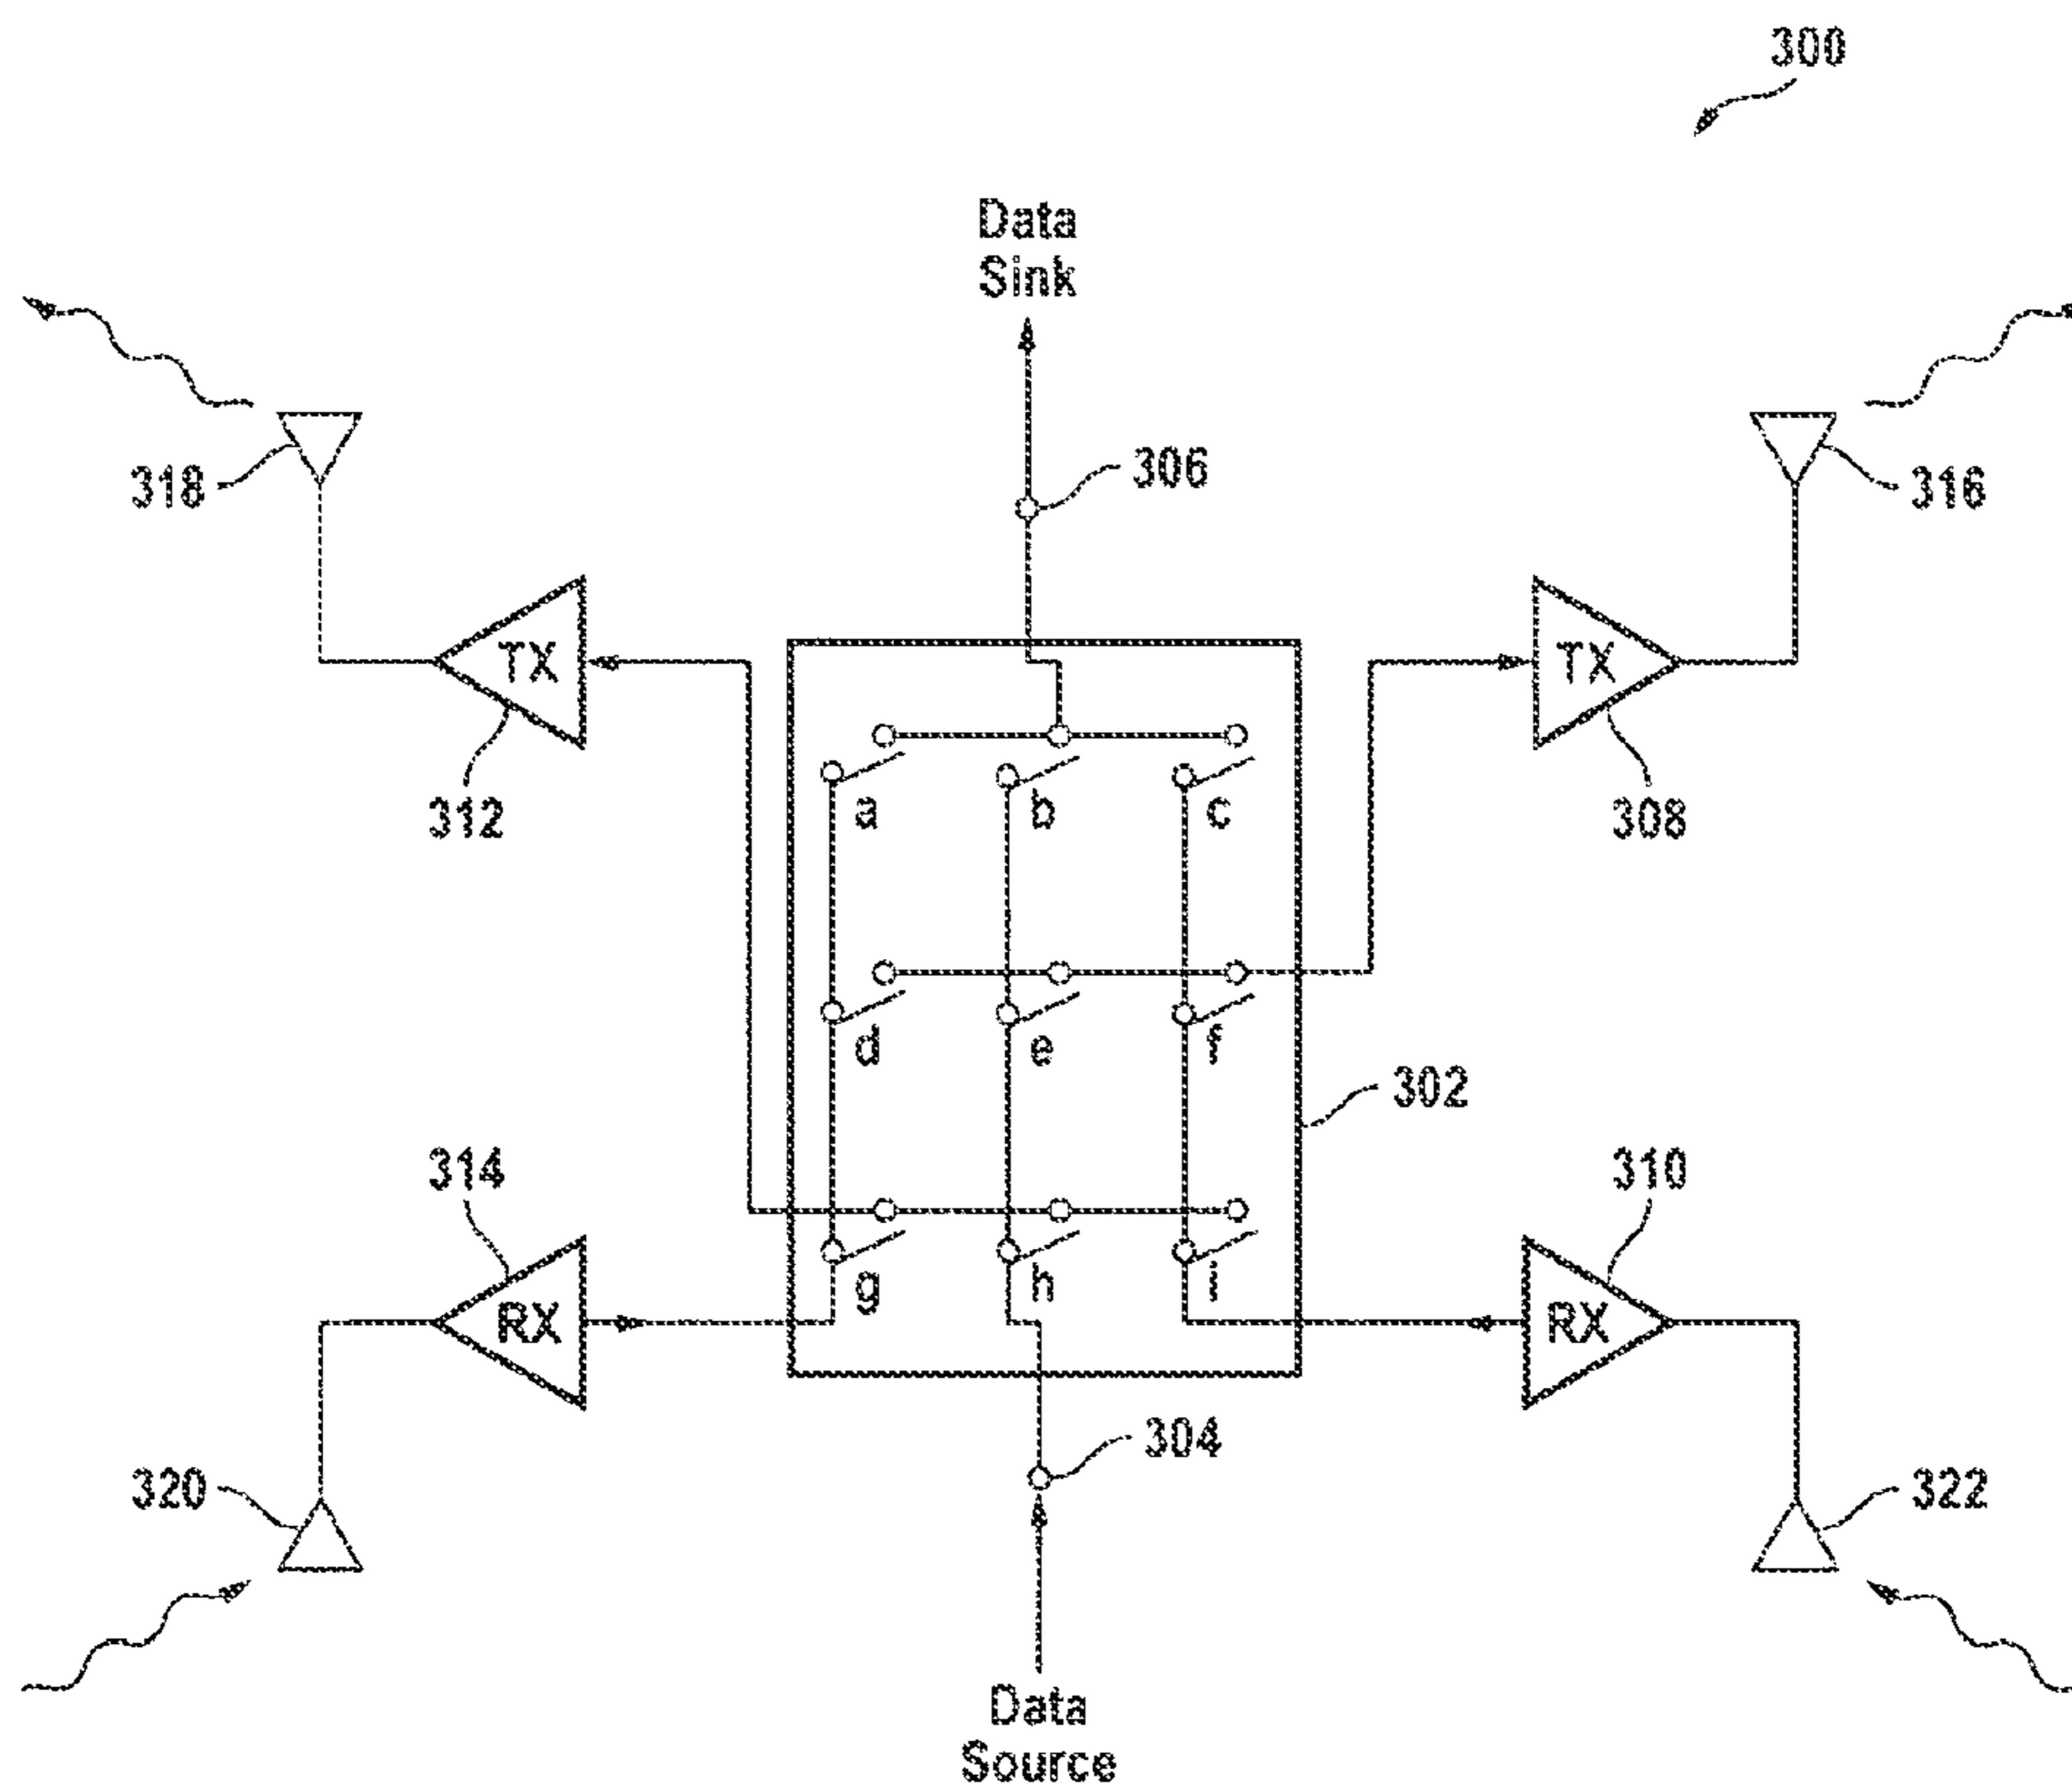 300
Data
Sink
318
306
316
TX
TX
312
308
a
b
c
d
e
f
302
314
310
g
h
i
RX
RX
304
320
322
Data
Source